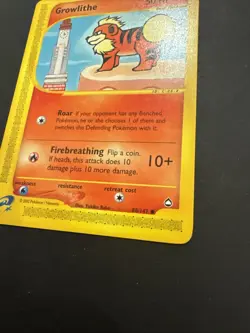 Growlithe
Roar If your opponent has any Benched
Pokémon, he or she chooses 1 of them and
switches this Defending Pokémon with it.
Firebreathing Flip a coin.
If heads, this attack does 10
damage plus 10 more damage.
10+
weakness
resistance
retreat cost